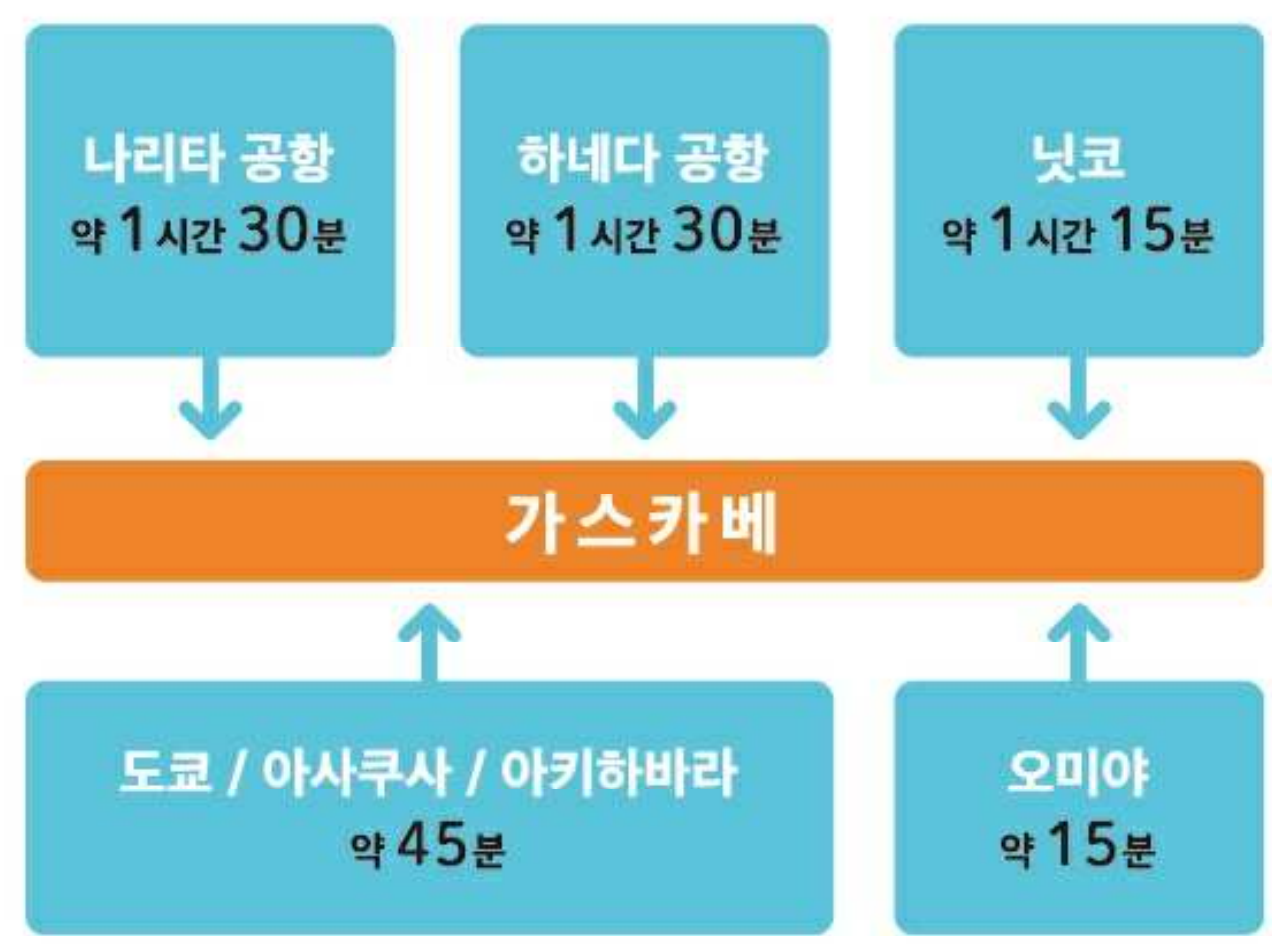 나리타 공항
약 1시간 30분
하네다 공항
약 1시간 30분
닛코
약 1시간 15분
가스카베
도쿄 / 아사쿠사 / 아키하바라
약 45분
오미야
약 15분